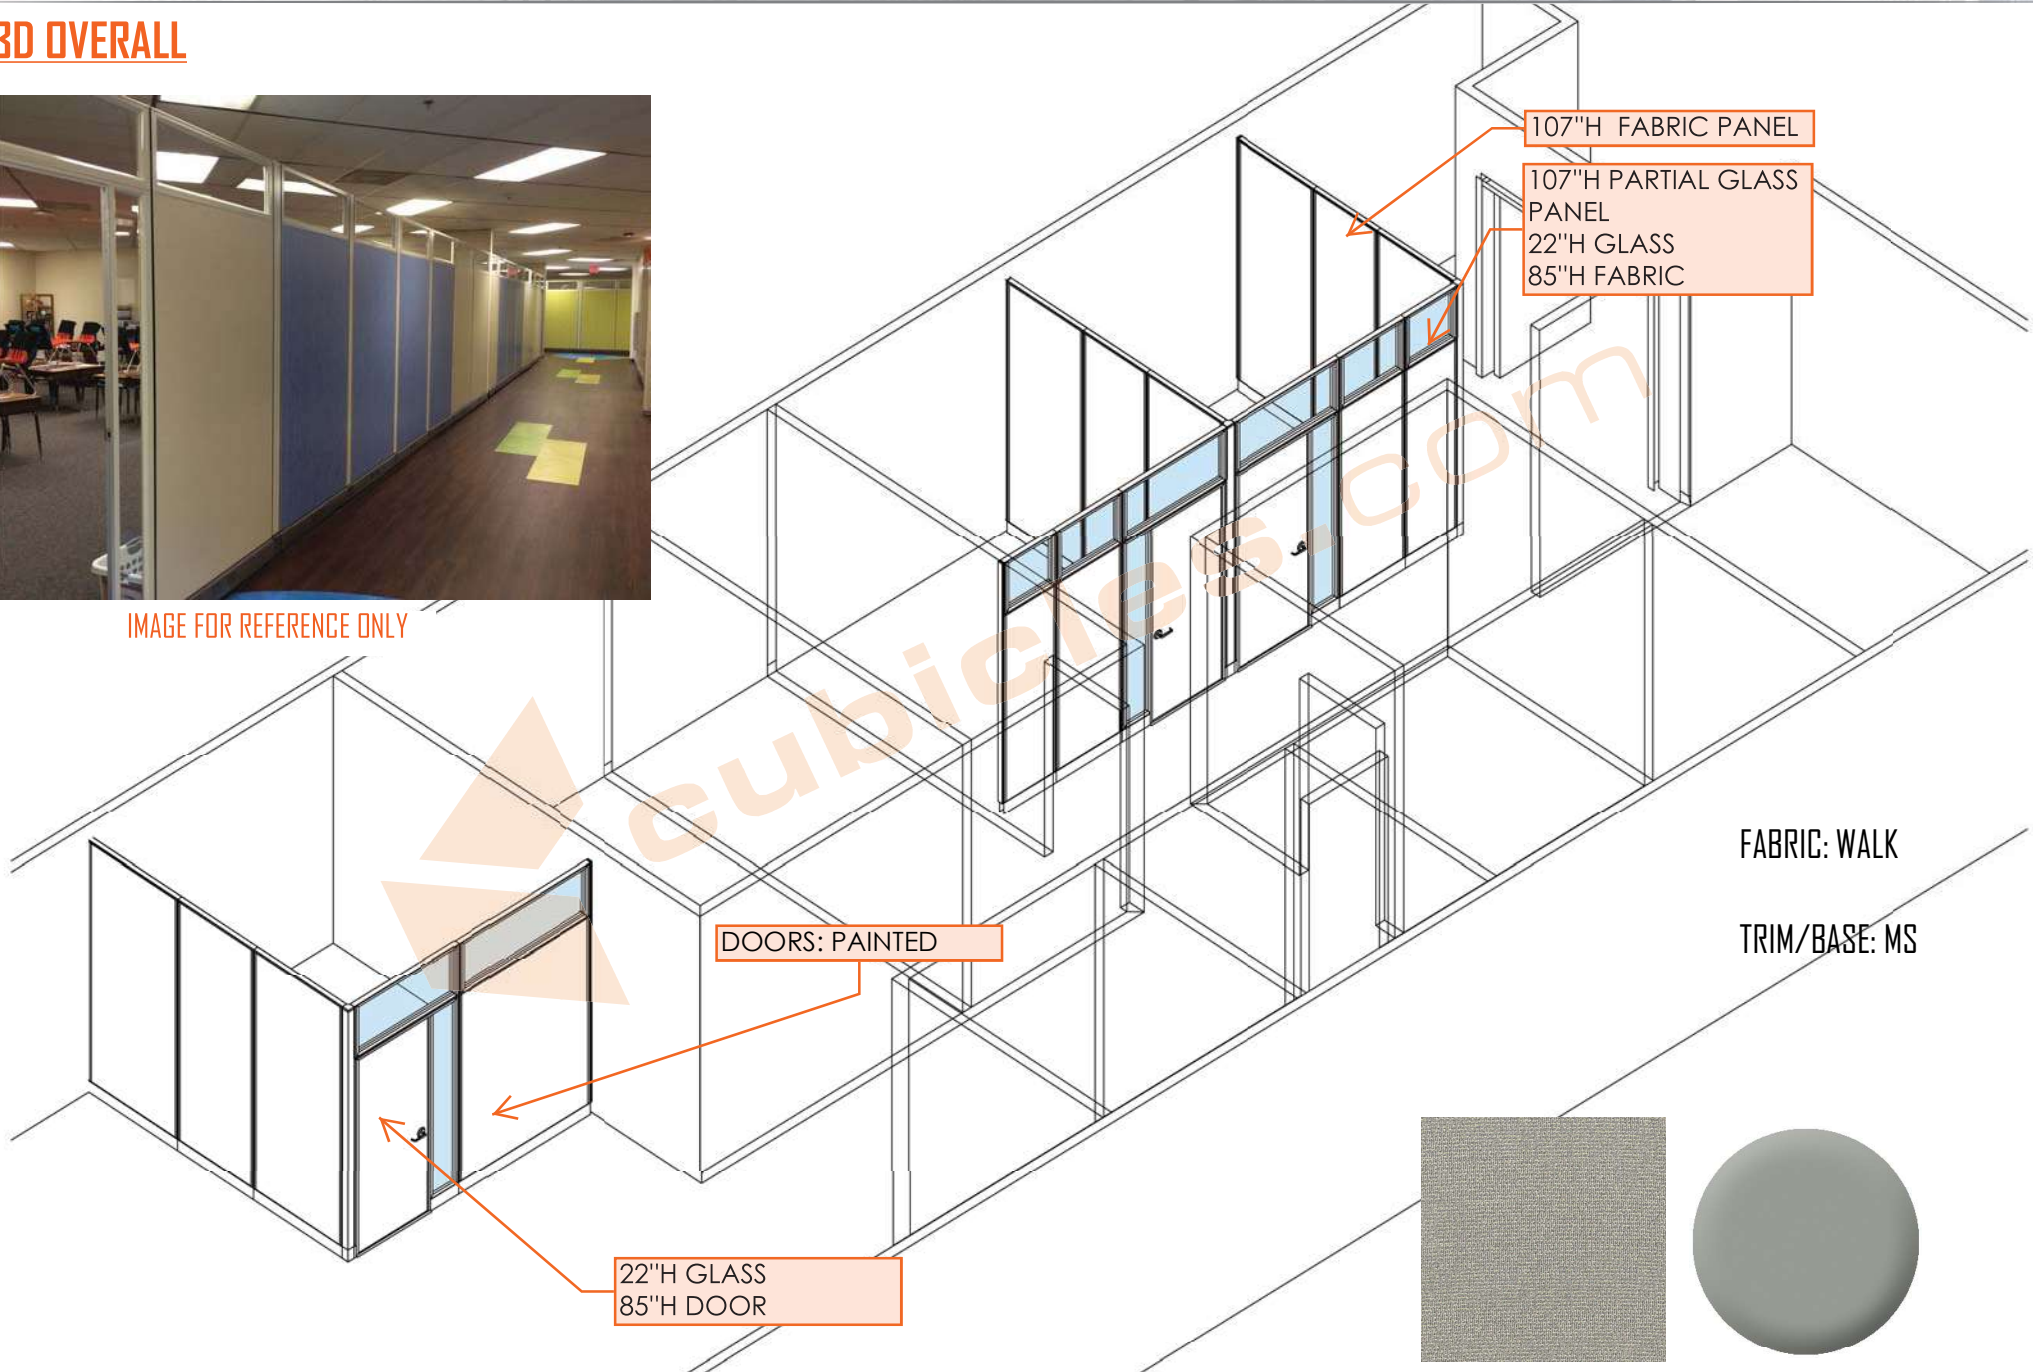 3D OVERALL
107"H FABRIC PANEL
107"H PARTIAL GLASS
PANEL
22"H GLASS
85"H FABRIC
IMAGE FOR REFERENCE ONLY
cubicles.com
FABRIC: WALK
DOORS: PAINTED
TRIM/BASE: MS
22"H GLASS
85"H DOOR